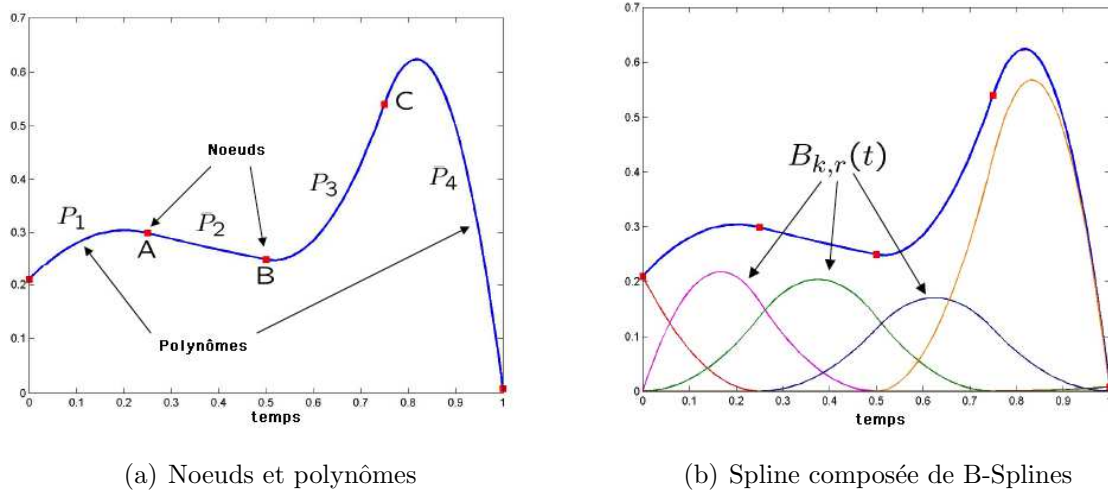 0.7
0.6
0.5
0.4
0.3
0.2
0.1
0
0 0.1 0.2 0.3 0.4 0.5 0.6 0.7 0.8 0.9 1
temps
Noeuds
Polynômes
P1
P2
P3
P4
A
B
C
(a) Noeuds et polynômes
0.7
0.6
0.5
0.4
0.3
0.2
0.1
0
0 0.1 0.2 0.3 0.4 0.5 0.6 0.7 0.8 0.9 1
temps
Bk,r(t)
(b) Spline composée de B-Splines